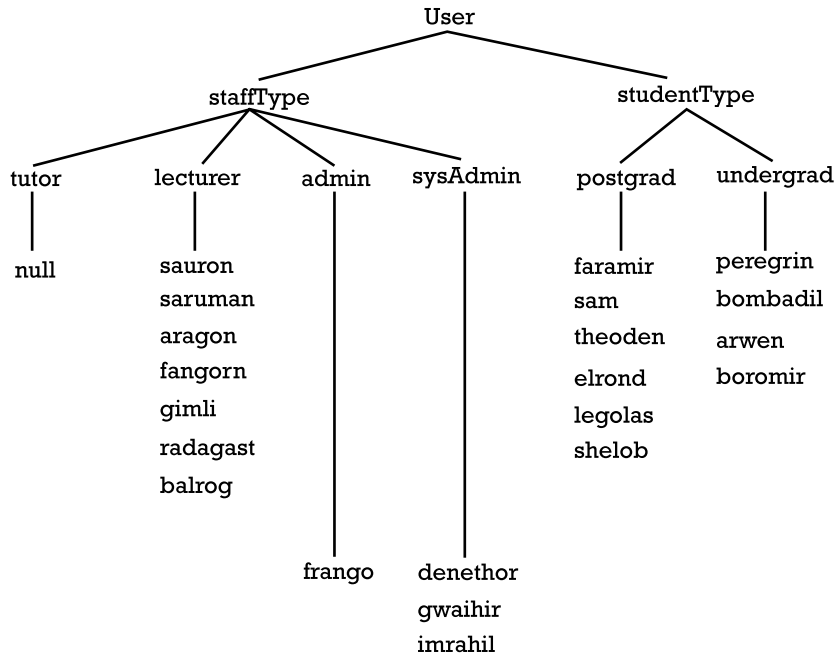 User
staffType
studentType
tutor
lecturer
admin
sysAdmin
postgrad
undergrad
null
sauron
saruman
aragon
fangorn
gimli
radagast
balrog
frango
denethor
gwaihir
imrahil
faramir
sam
theoden
elrond
legolas
shelob
peregrin
bombadil
arwen
boromir